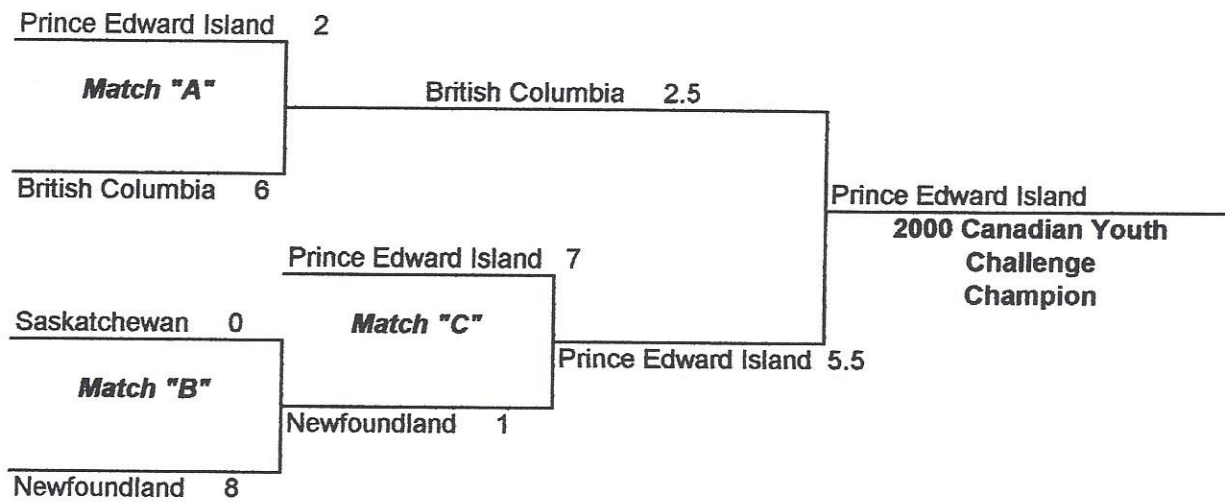 Prince Edward Island 2
Match "A"
British Columbia 2.5
British Columbia 6
Prince Edward Island
2000 Canadian Youth
Challenge
Champion
Prince Edward Island 7
Saskatchewan 0
Match "C"
Prince Edward Island 5.5
Match "B"
Newfoundland 1
Newfoundland 8